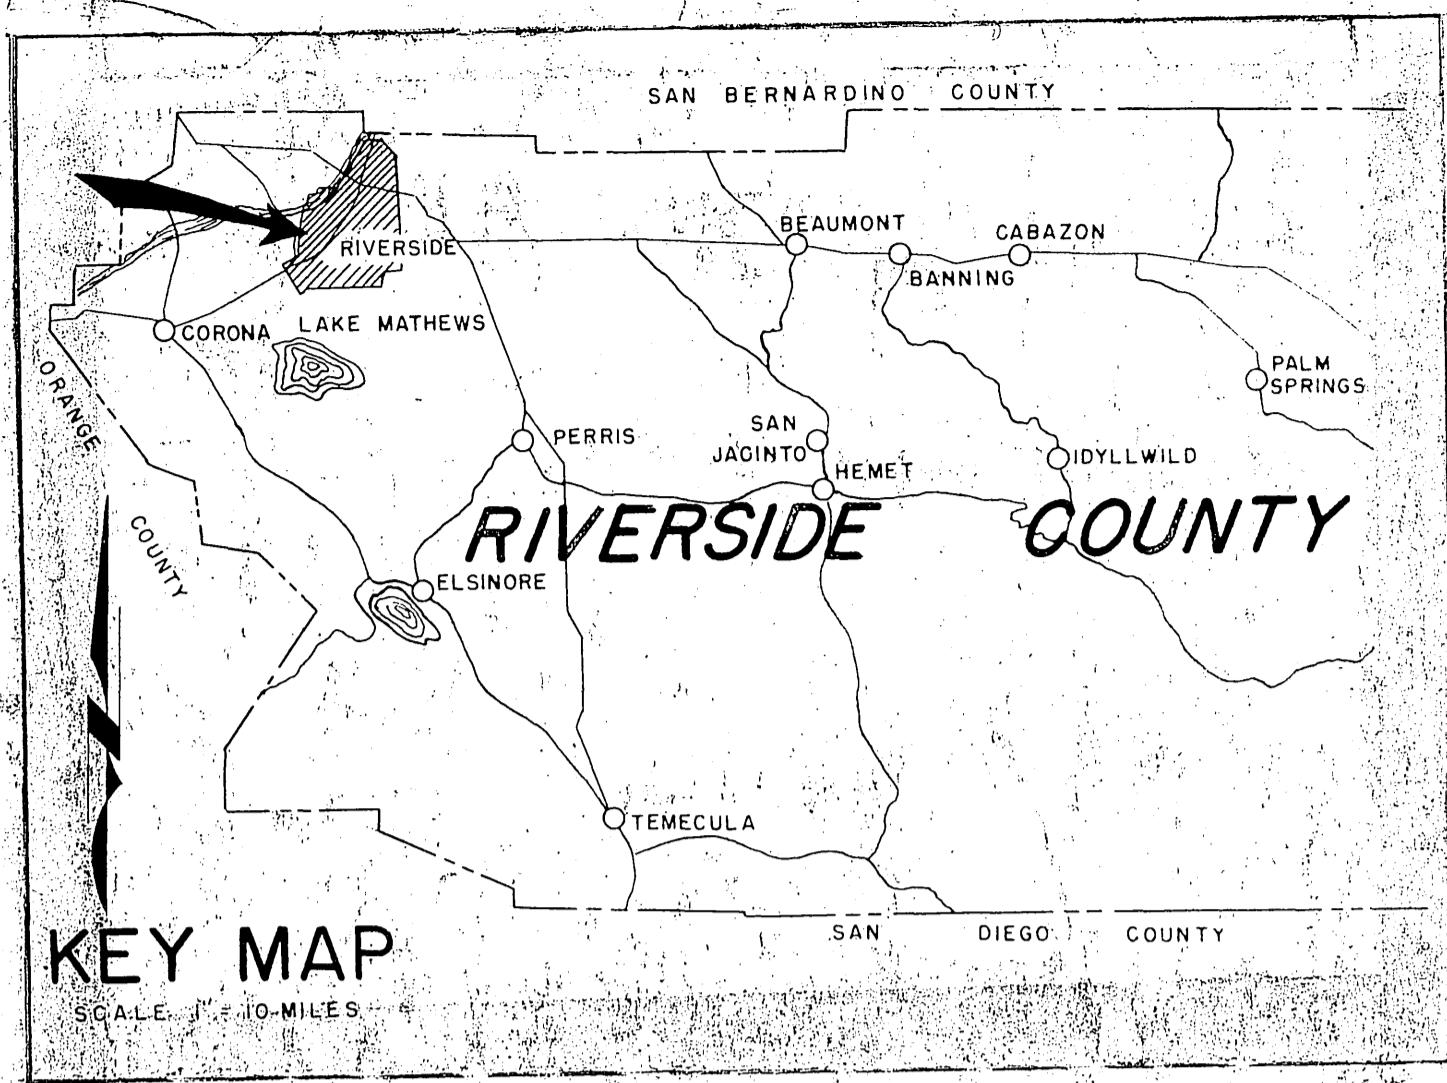 SAN BERNARDINO COUNTY
BEAUMONT
CABAZON
RIVERSIDE
BANNING
CORONA
LAKE MATHEWS
ORANGE
COUNTY
PALM
SPRINGS
PERRIS
SAN
JACINTO
HEMET
IDYLLWILD
RIVERSIDE COUNTY
ELSINORE
TEMECULA
SAN DIEGO COUNTY
KEY MAP
SCALE 1" = 10 MILES